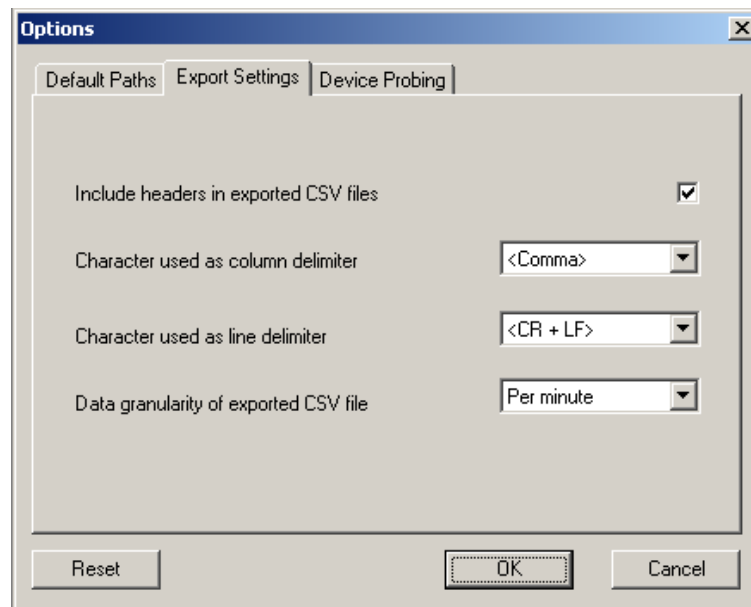 Options
Default Paths Export Settings Device Probing
Include headers in exported CSV files
Character used as column delimiter <Comma>
Character used as line delimiter <CR + LF>
Data granularity of exported CSV file Per minute
Reset OK Cancel